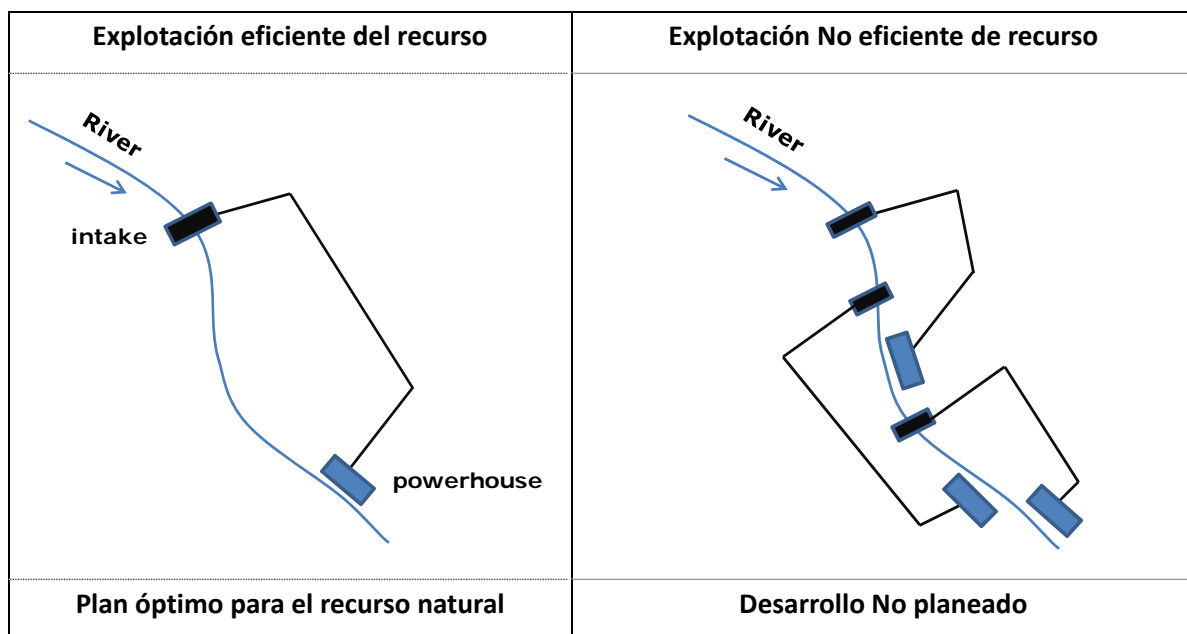 Explotación eficiente del recurso
Explotación No eficiente de recurso
River
intake
powerhouse
River
Plan óptimo para el recurso natural
Desarrollo No planeado